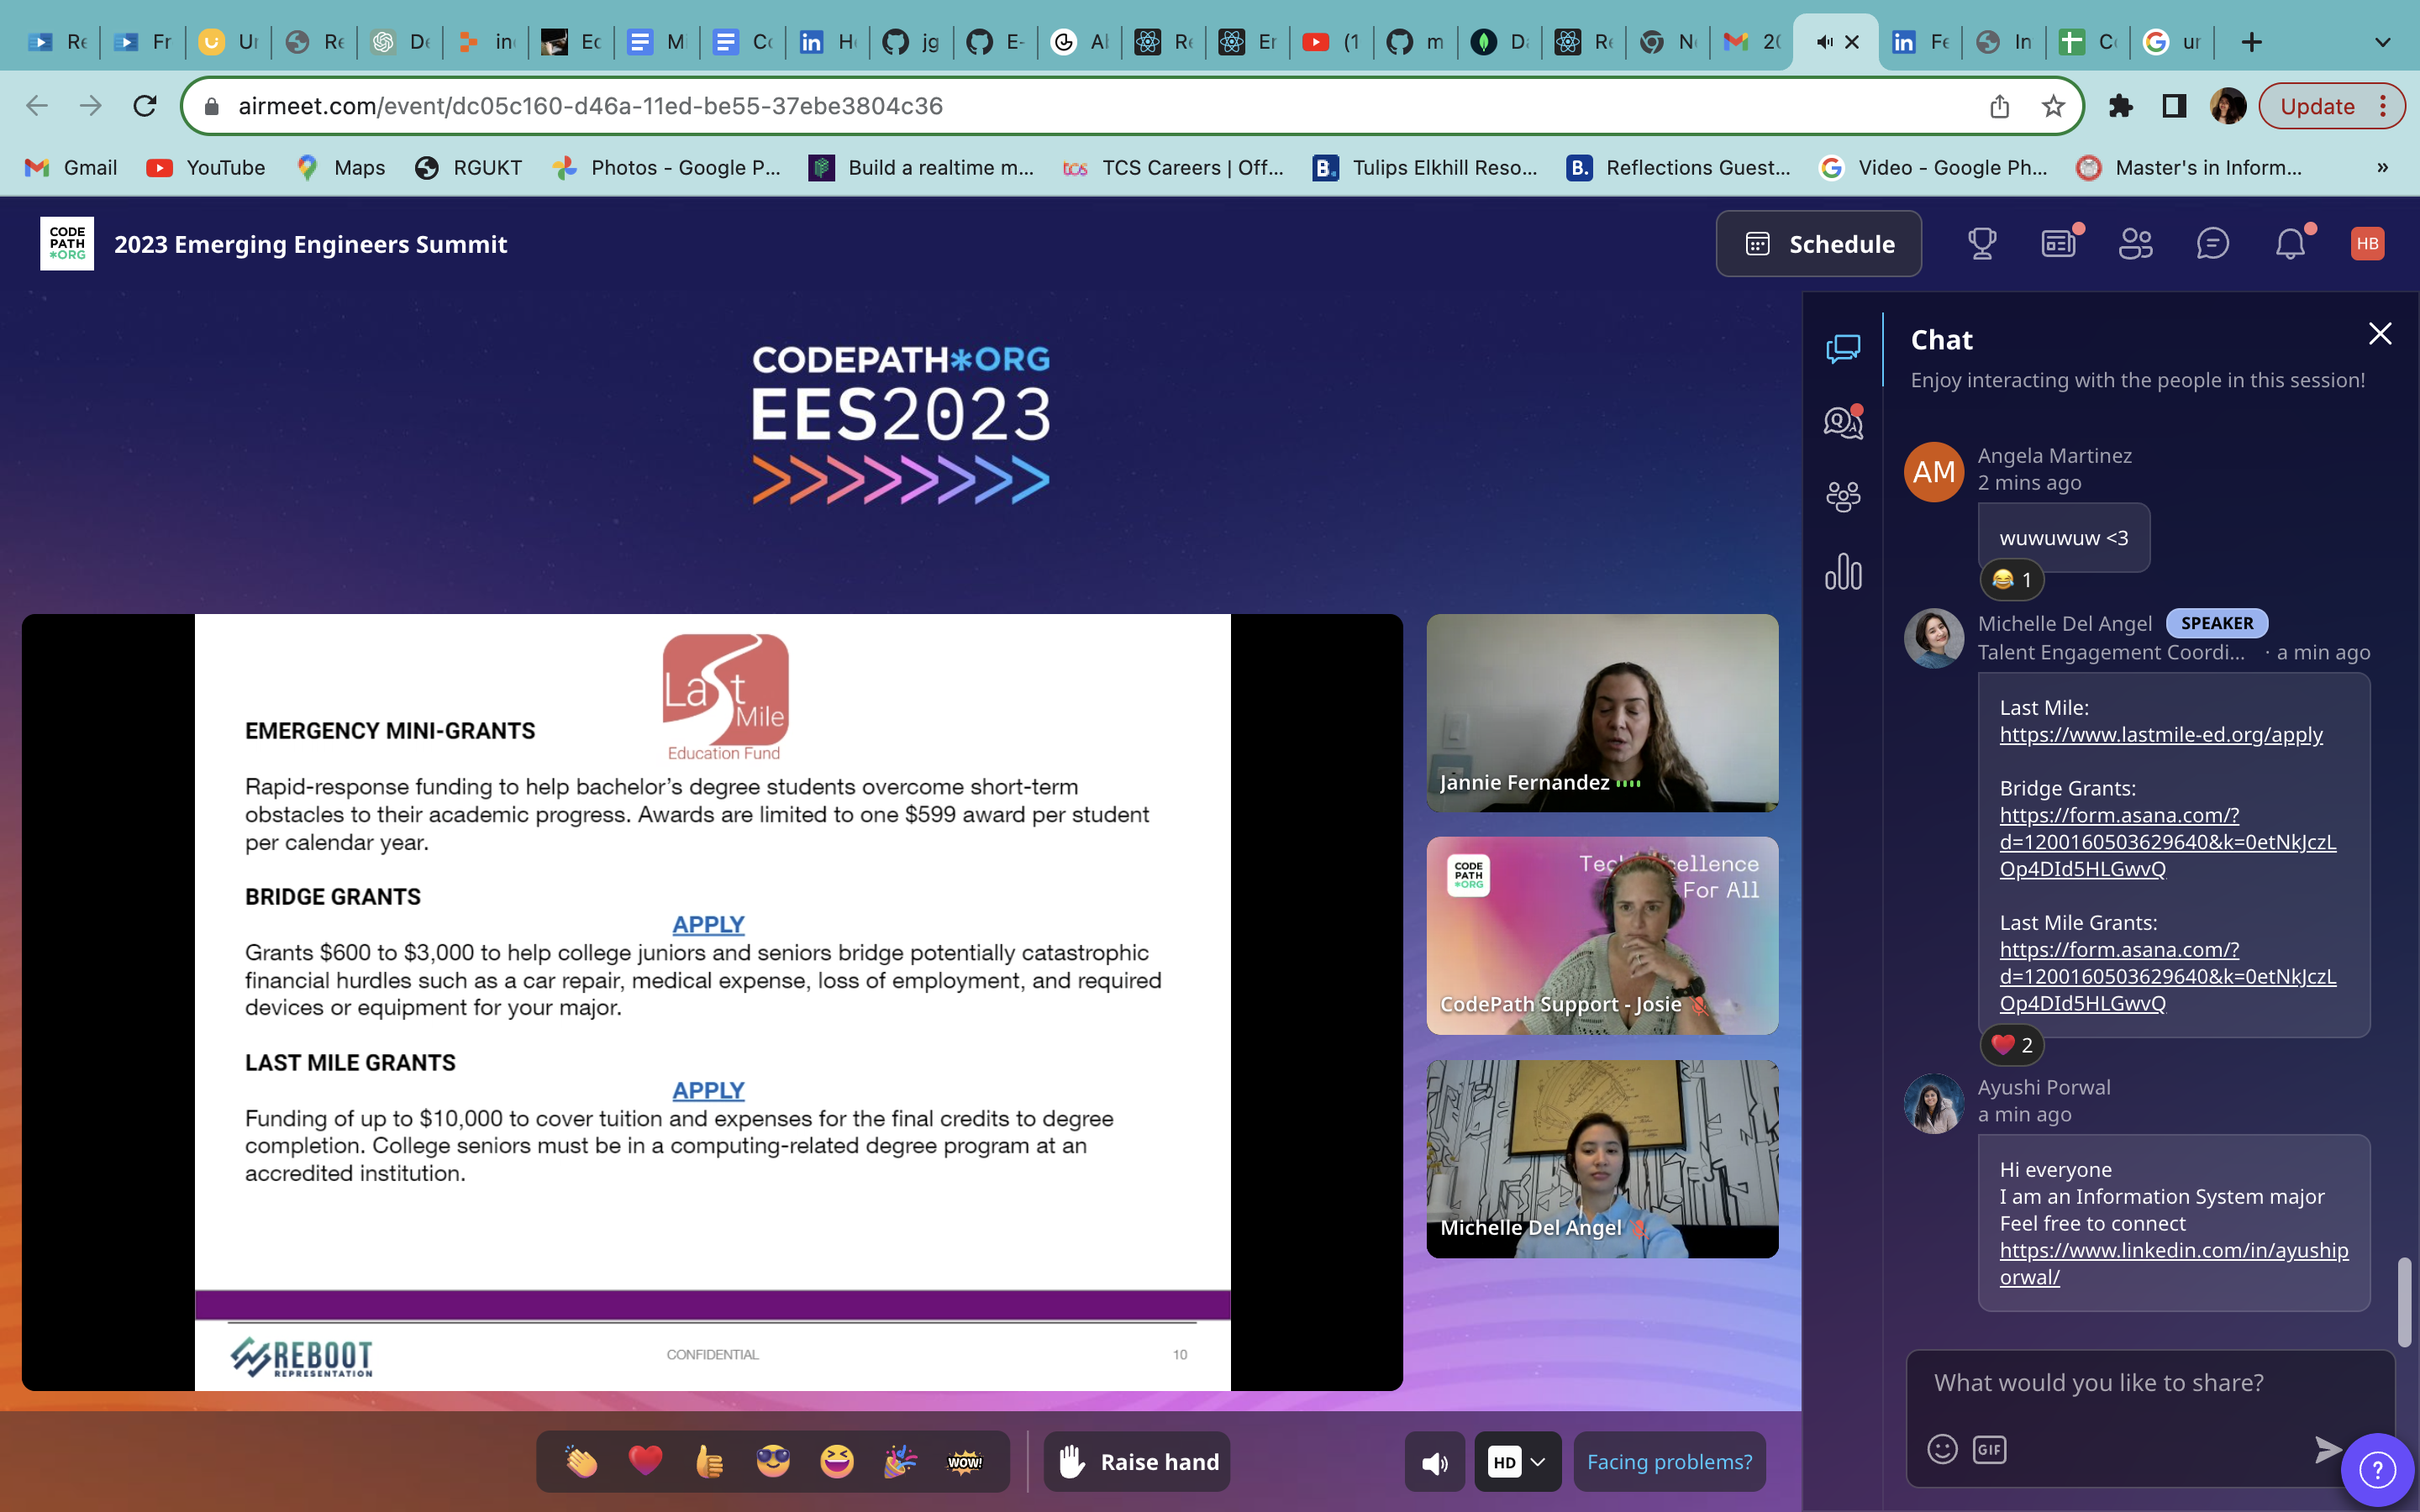 Re
Fr
Ur
Re
De
in
Ec
Mi
Co
H
jg
E-
Al
Re
Er
(1
m
D
Re
N
20
Fe
In
C
ur
airmeet.com/event/dc05c160-d46a-11ed-be55-37ebe3804c36
Update
Gmail
YouTube
Maps
RGUKT
Photos - Google P...
Build a realtime m...
tcs TCS Careers | Off...
B. Tulips Elkhill Reso...
B. Reflections Guest...
Video - Google Ph...
Master's in Inform...
»
CODE
PATH
*ORG
2023 Emerging Engineers Summit
Schedule
HB
CODEPATH*ORG
EES2023
Last
Mile
Education Fund
EMERGENCY MINI-GRANTS
Rapid-response funding to help bachelor’s degree students overcome short-term
obstacles to their academic progress. Awards are limited to one $599 award per student
per calendar year.
BRIDGE GRANTS
APPLY
Grants $600 to $3,000 to help college juniors and seniors bridge potentially catastrophic
financial hurdles such as a car repair, medical expense, loss of employment, and required
devices or equipment for your major.
LAST MILE GRANTS
APPLY
Funding of up to $10,000 to cover tuition and expenses for the final credits to degree
completion. College seniors must be in a computing-related degree program at an
accredited institution.
REBOOT
REPRESENTATION
CONFIDENTIAL
10
Jannie Fernandez
CODE
PATH
*ORG
For All
CodePath Support - Josie
Michelle Del Angel
WOW!
Raise hand
HD
Facing problems?
Chat
Enjoy interacting with the people in this session!
AM
Angela Martinez
2 mins ago
wuwuwuw <3
😂 1
Michelle Del Angel SPEAKER
Talent Engagement Coordi... · a min ago
Last Mile:
https://www.lastmile-ed.org/apply
Bridge Grants:
https://form.asana.com/?
d=1200160503629640&k=0etNkJczL
Op4DId5HLGwvQ
Last Mile Grants:
https://form.asana.com/?
d=1200160503629640&k=0etNkJczL
Op4DId5HLGwvQ
❤️ 2
Ayushi Porwal
a min ago
Hi everyone
I am an Information System major
Feel free to connect
https://www.linkedin.com/in/ayuship
orwal/
What would you like to share?
GIF
?